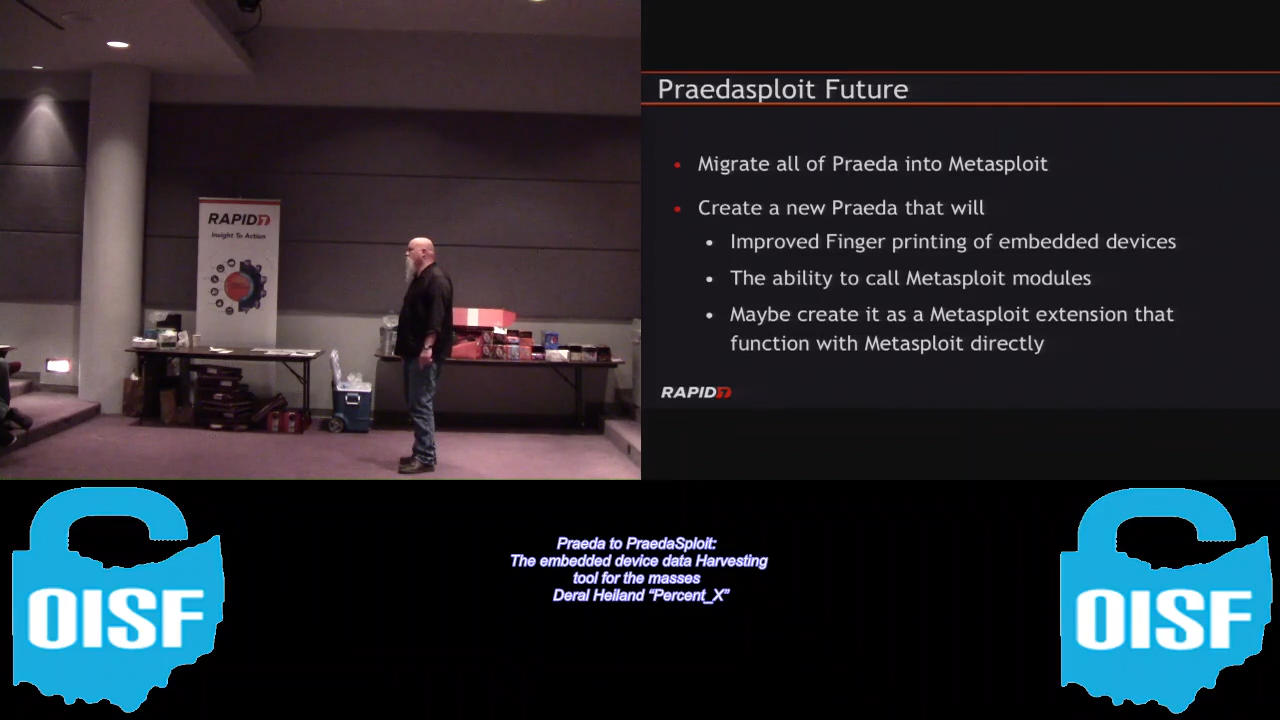 Praedasploit Future
Migrate all of Praeda into Metasploit
Create a new Praeda that will
Improved Finger printing of embedded devices
The ability to call Metasploit modules
Maybe create it as a Metasploit extension that
function with Metasploit directly
RAPID7
RAPID7
Insight To Action
Praeda to PraedaSploit:
The embedded device data Harvesting
tool for the masses
Deral Heiland “Percent_X”
OISF
OISF